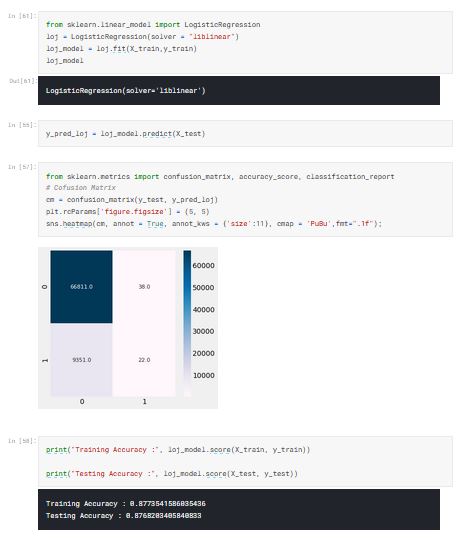 In [61]:
from sklearn.linear_model import LogisticRegression
loj = LogisticRegression(solver = "liblinear")
loj_model = loj.fit(X_train,y_train)
loj_model
Out[61]:
LogisticRegression(solver='liblinear')
In [55]:
y_pred_loj = loj_model.predict(X_test)
In [57]:
from sklearn.metrics import confusion_matrix, accuracy_score, classification_report
# Cofusion Matrix
cm = confusion_matrix(y_test, y_pred_loj)
plt.rcParams['figure.figsize'] = (5, 5)
sns.heatmap(cm, annot = True, annot_kws = {'size':11}, cmap = 'PuBu',fmt=".1f");
0
66811.0
38.0
1
9351.0
22.0
0
1
60000
50000
40000
30000
20000
10000
In [58]:
print("Training Accuracy :", loj_model.score(X_train, y_train))
print("Testing Accuracy :", loj_model.score(X_test, y_test))
Training Accuracy : 0.8773541586035436
Testing Accuracy : 0.8768203405840833